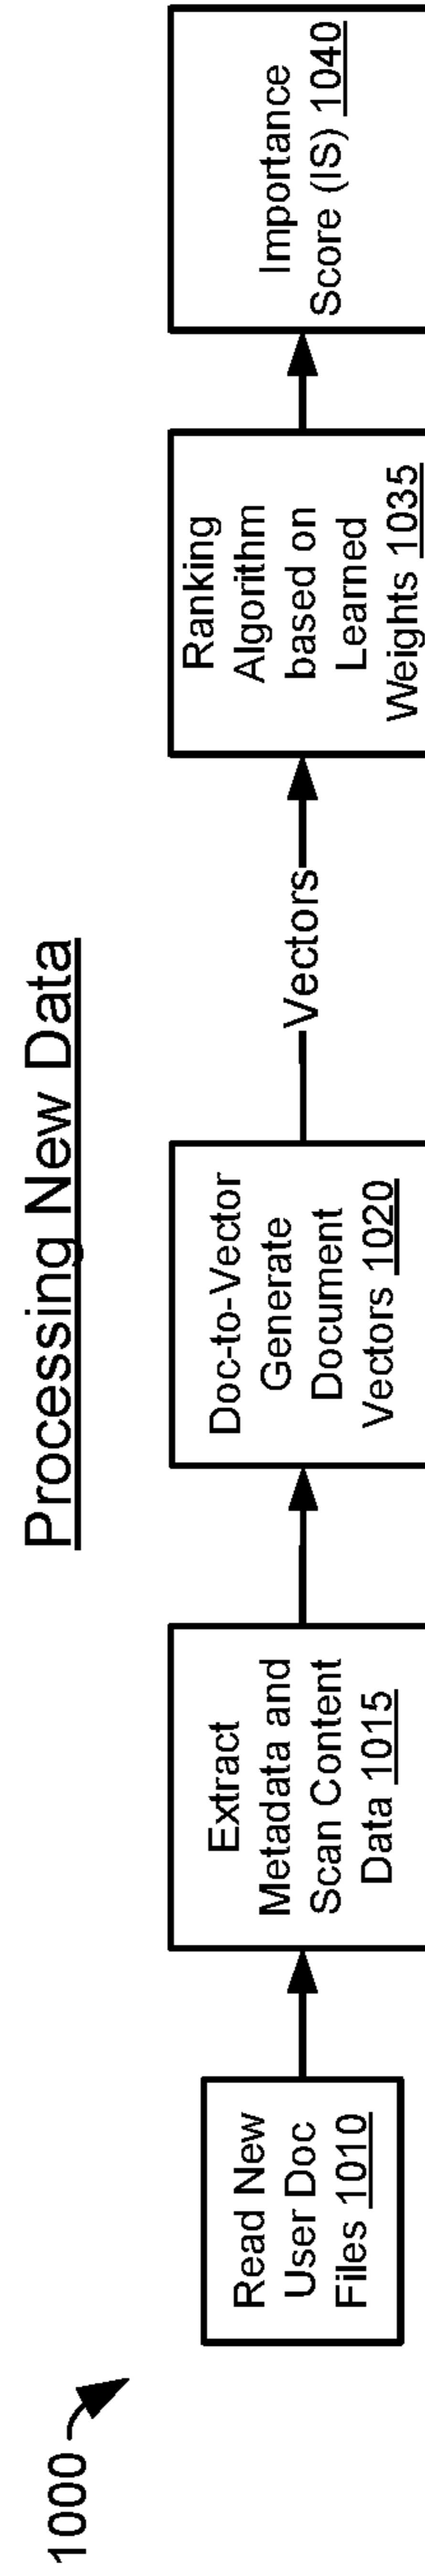 Processing New Data
1000
Read New
User Doc
Files 1010
Extract
Metadata and
Scan Content
Data 1015
Doc-to-Vector
Generate
Document
Vectors 1020
Vectors
Ranking
Algorithm
based on
Learned
Weights 1035
Importance
Score (IS) 1040